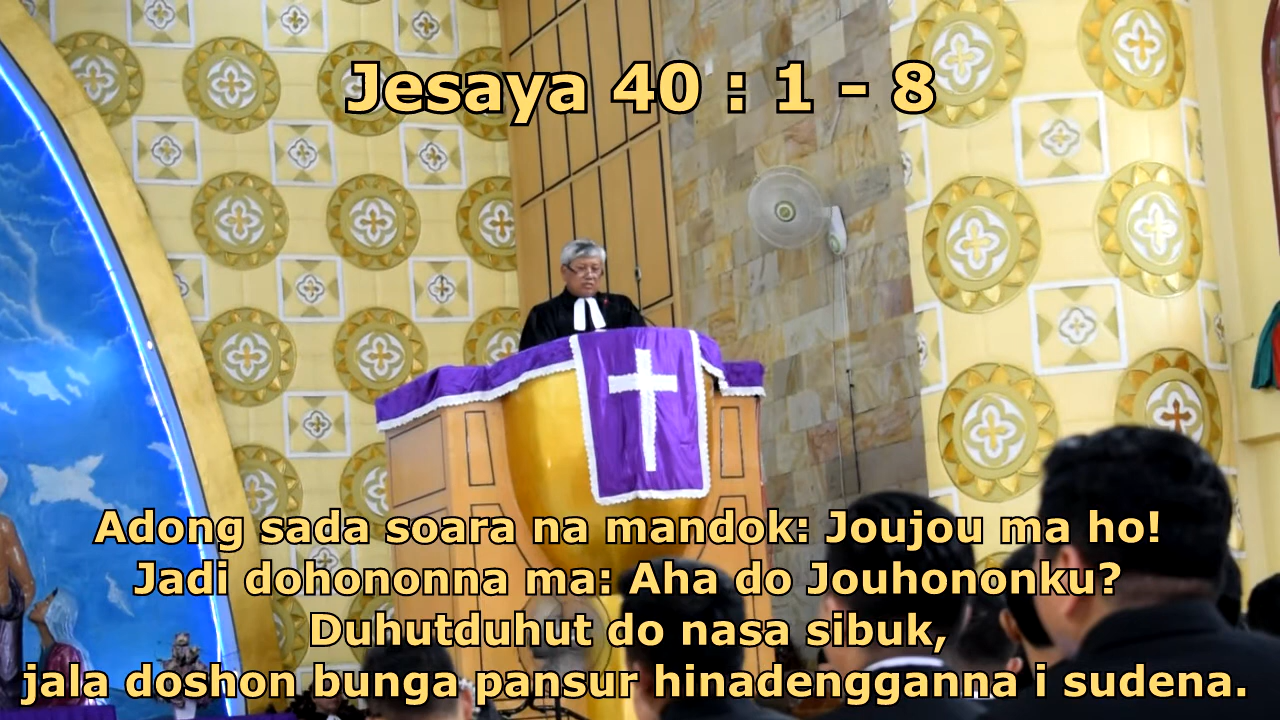 Jesaya 40 : 1 - 8
Adong sada soara na mandok: Joujou ma ho!
Jadi dohononna ma: Aha do Jouhononku?
Duhutduhut do nasa sibuk,
jala doshon bunga pansur hinadengganna i sudena.